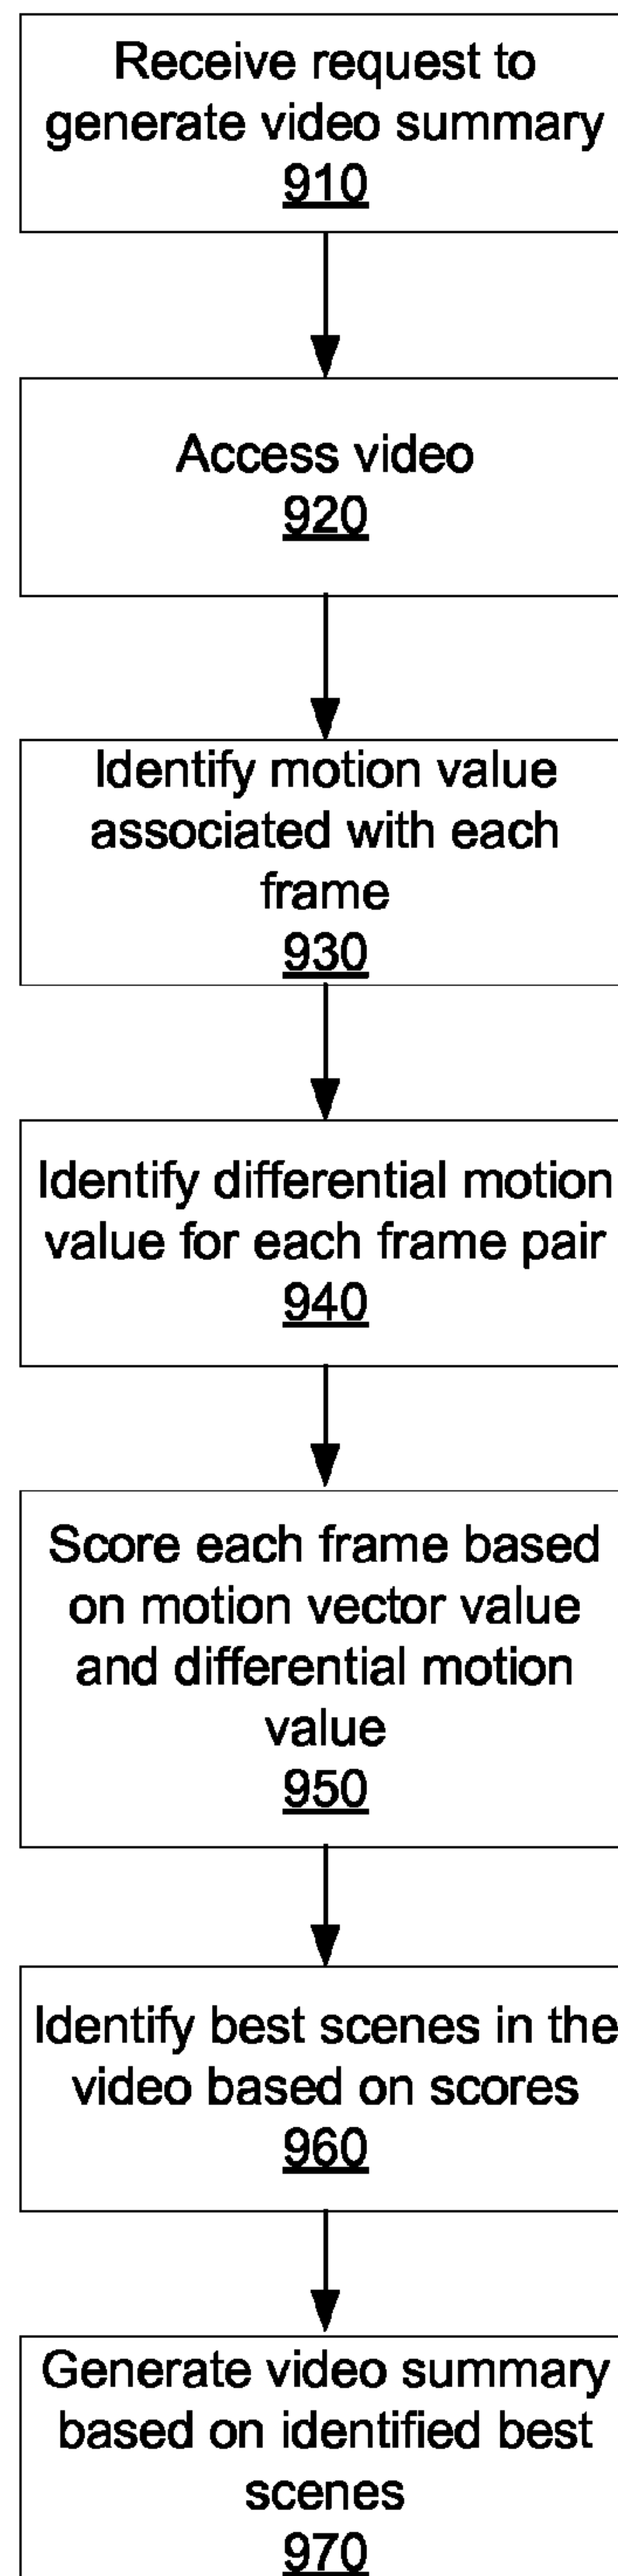 Receive request to
generate video summary
910
Access video
920
Identify motion value
associated with each
frame
930
Identify differential motion
value for each frame pair
940
Score each frame based
on motion vector value
and differential motion
value
950
Identify best scenes in the
video based on scores
960
Generate video summary
based on identified best
scenes
970